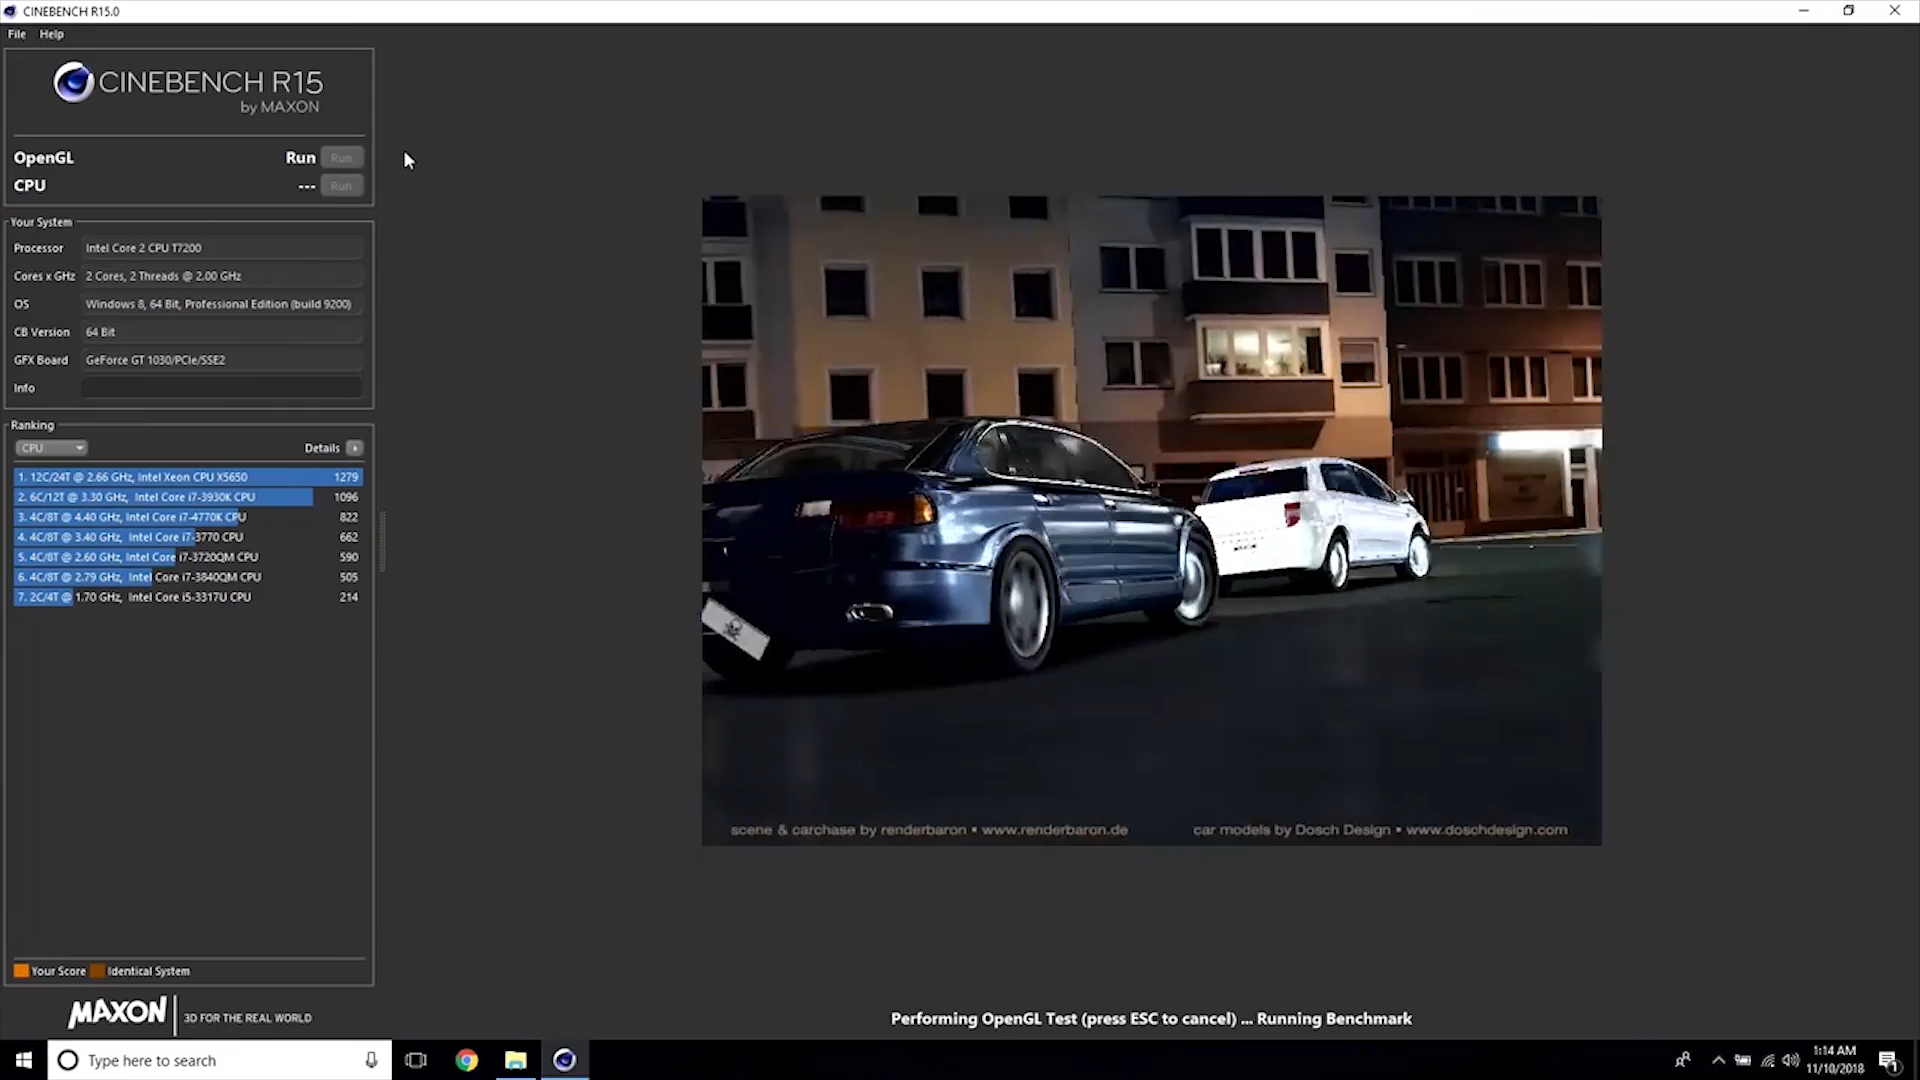 CINEBENCH R15.0
File Help
CINEBENCH R15
by MAXON
OpenGL Run Run
CPU --- Run
Your System
Processor Intel Core 2 CPU T7200
Cores x GHz 2 Cores, 2 Threads @ 2.00 GHz
OS Windows 8, 64 Bit, Professional Edition (build 9200)
CB Version 64 Bit
GFX Board GeForce GT 1030/PCIe/SSE2
Info
Ranking
CPU Details
1. 12C/24T @ 2.66 GHz, Intel Xeon CPU X5650 1279
2. 6C/12T @ 3.30 GHz, Intel Core i7-3930K CPU 1096
3. 4C/8T @ 4.40 GHz, Intel Core i7-4770K CPU 822
4. 4C/8T @ 3.40 GHz, Intel Core i7-3770 CPU 662
5. 4C/8T @ 2.60 GHz, Intel Core i7-3720QM CPU 590
6. 4C/8T @ 2.79 GHz, Intel Core i7-3840QM CPU 505
7. 2C/4T @ 1.70 GHz, Intel Core i5-3317U CPU 214
Your Score Identical System
MAXON 3D FOR THE REAL WORLD
scene & carchase by renderbaron • www.renderbaron.de
car models by Dosch Design • www.doschdesign.com
Performing OpenGL Test (press ESC to cancel) ... Running Benchmark
Type here to search
1:14 AM
11/10/2018
1